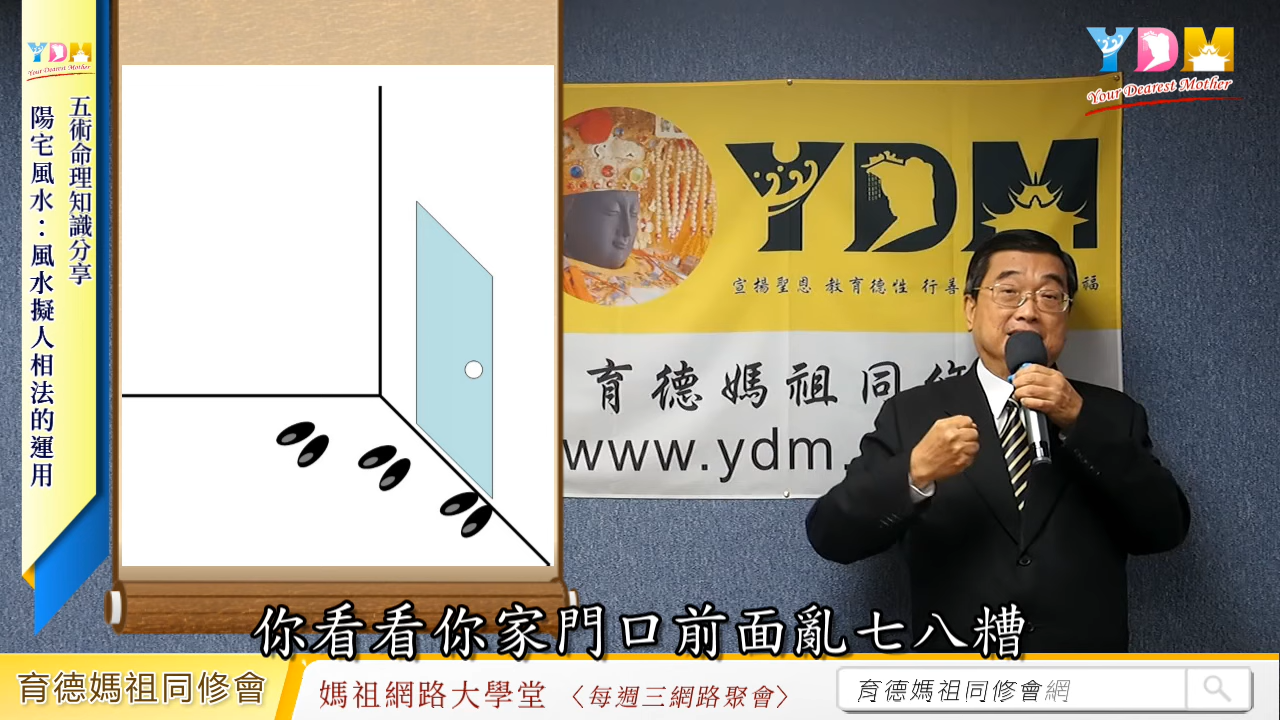 YDM
Your Dearest Mother
五術命理知識分享
陽宅風水：風水擬人相法的運用
YDM
Your Dearest Mother
YDM
宣揚聖恩 教育德性 行善
福
育德媽祖同修
www.ydm.
你看看你家門口前面亂七八糟
育德媽祖同修會
媽祖網路大學堂 〈每週三網路聚會〉
育德媽祖同修會網